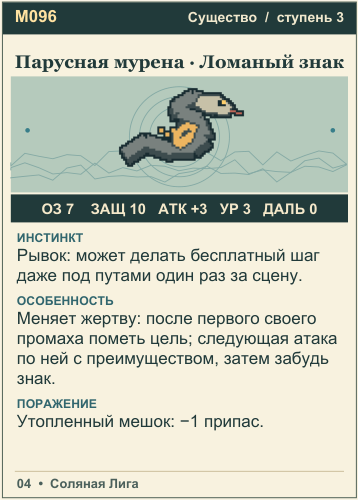 M096
Существо / ступень 3
Парусная мурена · Ломаный знак
ОЗ 7 ЗАЩ 10 АТК +3 УР 3 ДАЛЬ 0
ИНСТИНКТ
Рывок: может делать бесплатный шаг
даже под путами один раз за сцену.
ОСОБЕННОСТЬ
Меняет жертву: после первого своего
промаха пометь цель; следующая атака
по ней с преимуществом, затем забудь
знак.
ПОРАЖЕНИЕ
Утопленный мешок: −1 припас.
04 • Соляная Лига